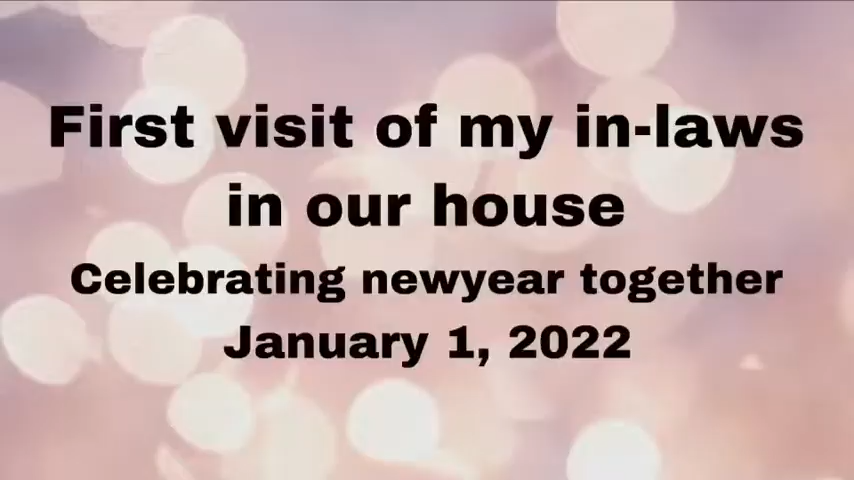 First visit of my in-laws
in our house
Celebrating newyear together
January 1, 2022